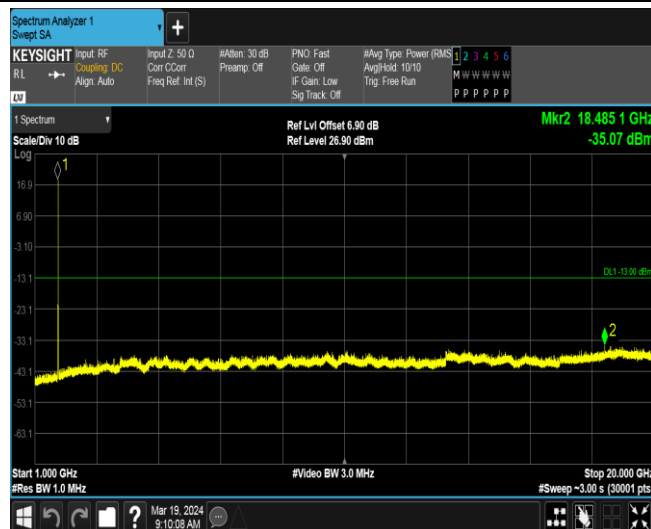 Spectrum Analyzer 1
Swept SA
+
KEYSIGHT
RL
LXI
Input: RF
Coupling: DC
Align: Auto
Input Z: 50 Ω
Corr CCorr
Freq Ref: Int (S)
#Atten: 30 dB
Preamp: Off
PNO: Fast
Gate: Off
IF Gain: Low
Sig Track: Off
#Avg Type: Power (RMS
Avg|Hold: 10/10
Trig: Free Run
1 2 3 4 5 6
M W W W W W
P P P P P P
1 Spectrum
Scale/Div 10 dB
Ref Lvl Offset 6.90 dB
Ref Level 26.90 dBm
Mkr2 18.485 1 GHz
-35.07 dBm
Log
1
16.9
6.90
-3.10
-13.1
DL1 -13.00 dBm
-23.1
-33.1
2
-43.1
-53.1
-63.1
Start 1.000 GHz
#Video BW 3.0 MHz
Stop 20.000 GHz
#Res BW 1.0 MHz
#Sweep ~3.00 s (30001 pts
?
Mar 19, 2024
9:10:08 AM